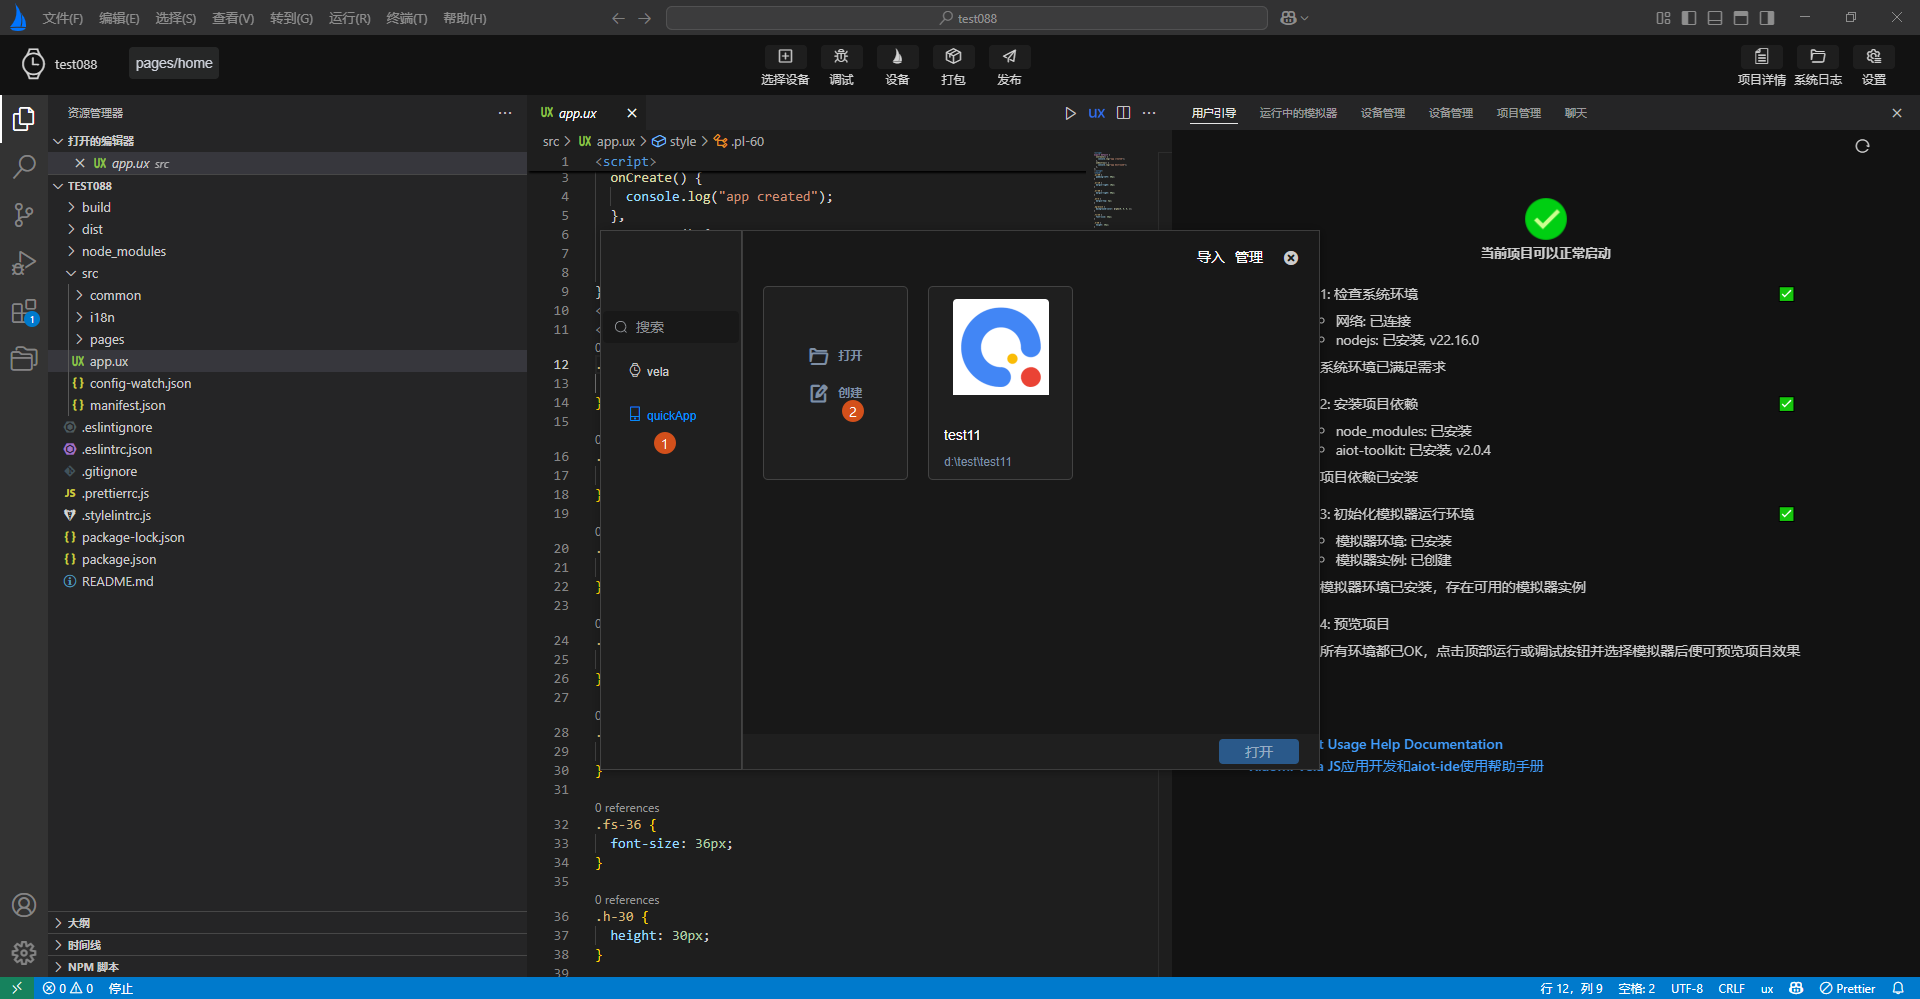 文件(F) 编辑(E) 选择(S) 查看(V) 转到(G) 运行(R) 终端(T) 帮助(H)
test088
test088
pages/home
选择设备 调试 设备 打包 发布
项目详情 系统日志 设置
资源管理器
打开的编辑器
UX app.ux src
TEST088
build
dist
node_modules
src
common
i18n
pages
UX app.ux
{} config-watch.json
{} manifest.json
.eslintignore
.eslintrc.json
.gitignore
JS .prettierrc.js
.stylelintrc.js
{} package-lock.json
{} package.json
README.md
大纲
时间线
NPM 脚本
1
UX app.ux
UX
src > UX app.ux > style > .pl-60
1 <script>
3 onCreate() {
4 console.log("app created");
5 },
6
7
8
9 }
10 <
11 <
0
12 .
13
14 }
15
0
16 .
17
18 }
19
0
20 .
21
22 }
23
0
24 .
25
26 }
27
0
28 .
29
30 }
31
0 references
32 .fs-36 {
33 font-size: 36px;
34 }
35
0 references
36 .h-30 {
37 height: 30px;
38 }
39
搜索
vela
quickApp
1
导入 管理
打开
创建
2
test11
d:\test\test11
打开
用户引导 运行中的模拟器 设备管理 设备管理 项目管理 聊天
当前项目可以正常启动
1: 检查系统环境
网络: 已连接
nodejs: 已安装, v22.16.0
系统环境已满足需求
2: 安装项目依赖
node_modules: 已安装
aiot-toolkit: 已安装, v2.0.4
项目依赖已安装
3: 初始化模拟器运行环境
模拟器环境: 已安装
模拟器实例: 已创建
模拟器环境已安装，存在可用的模拟器实例
4: 预览项目
所有环境都已OK，点击顶部运行或调试按钮并选择模拟器后便可预览项目效果
t Usage Help Documentation
JS应用开发和aiot-ide使用帮助手册
0 0 停止
行 12，列 9 空格: 2 UTF-8 CRLF ux Prettier